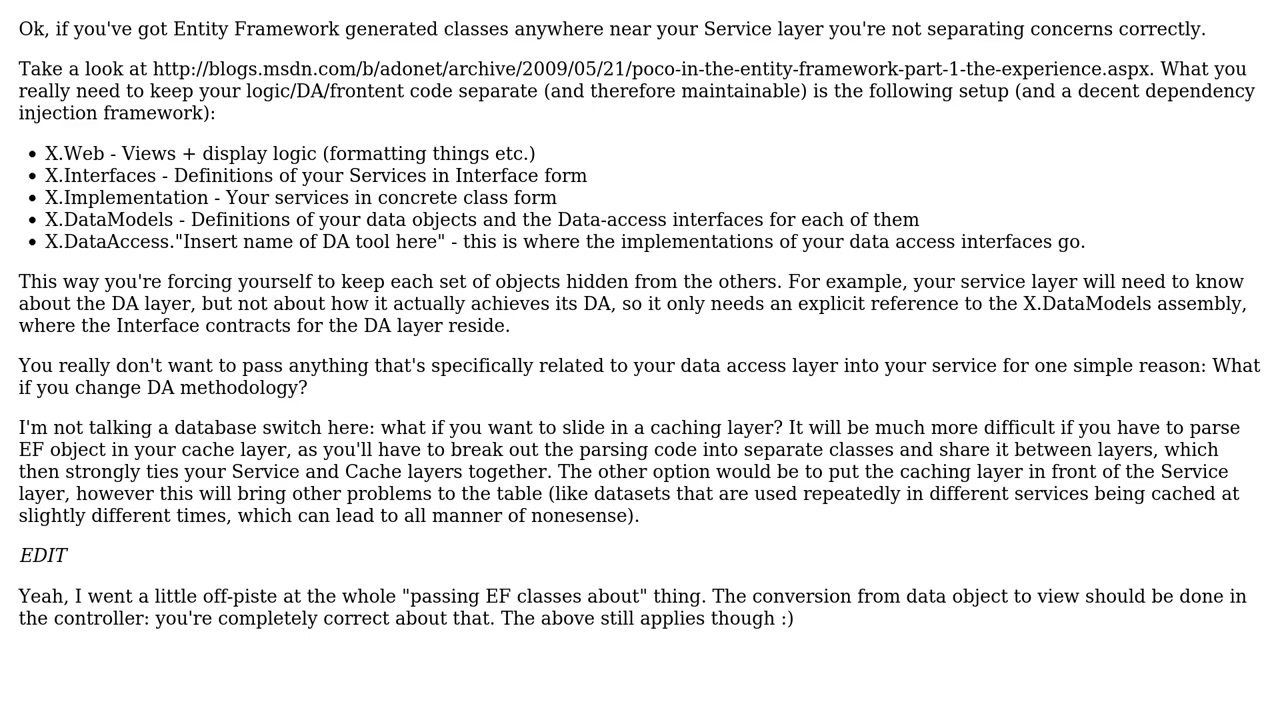 Ok, if you've got Entity Framework generated classes anywhere near your Service layer you're not separating concerns correctly.
Take a look at http://blogs.msdn.com/b/adonet/archive/2009/05/21/poco-in-the-entity-framework-part-1-the-experience.aspx. What you
really need to keep your logic/DA/frontent code separate (and therefore maintainable) is the following setup (and a decent dependency
injection framework):
• X.Web - Views + display logic (formatting things etc.)
• X.Interfaces - Definitions of your Services in Interface form
• X.Implementation - Your services in concrete class form
• X.DataModels - Definitions of your data objects and the Data-access interfaces for each of them
• X.DataAccess."Insert name of DA tool here" - this is where the implementations of your data access interfaces go.
This way you're forcing yourself to keep each set of objects hidden from the others. For example, your service layer will need to know
about the DA layer, but not about how it actually achieves its DA, so it only needs an explicit reference to the X.DataModels assembly,
where the Interface contracts for the DA layer reside.
You really don't want to pass anything that's specifically related to your data access layer into your service for one simple reason: What
if you change DA methodology?
I'm not talking a database switch here: what if you want to slide in a caching layer? It will be much more difficult if you have to parse
EF object in your cache layer, as you'll have to break out the parsing code into separate classes and share it between layers, which
then strongly ties your Service and Cache layers together. The other option would be to put the caching layer in front of the Service
layer, however this will bring other problems to the table (like datasets that are used repeatedly in different services being cached at
slightly different times, which can lead to all manner of nonesense).
EDIT
Yeah, I went a little off-piste at the whole "passing EF classes about" thing. The conversion from data object to view should be done in
the controller: you're completely correct about that. The above still applies though :)